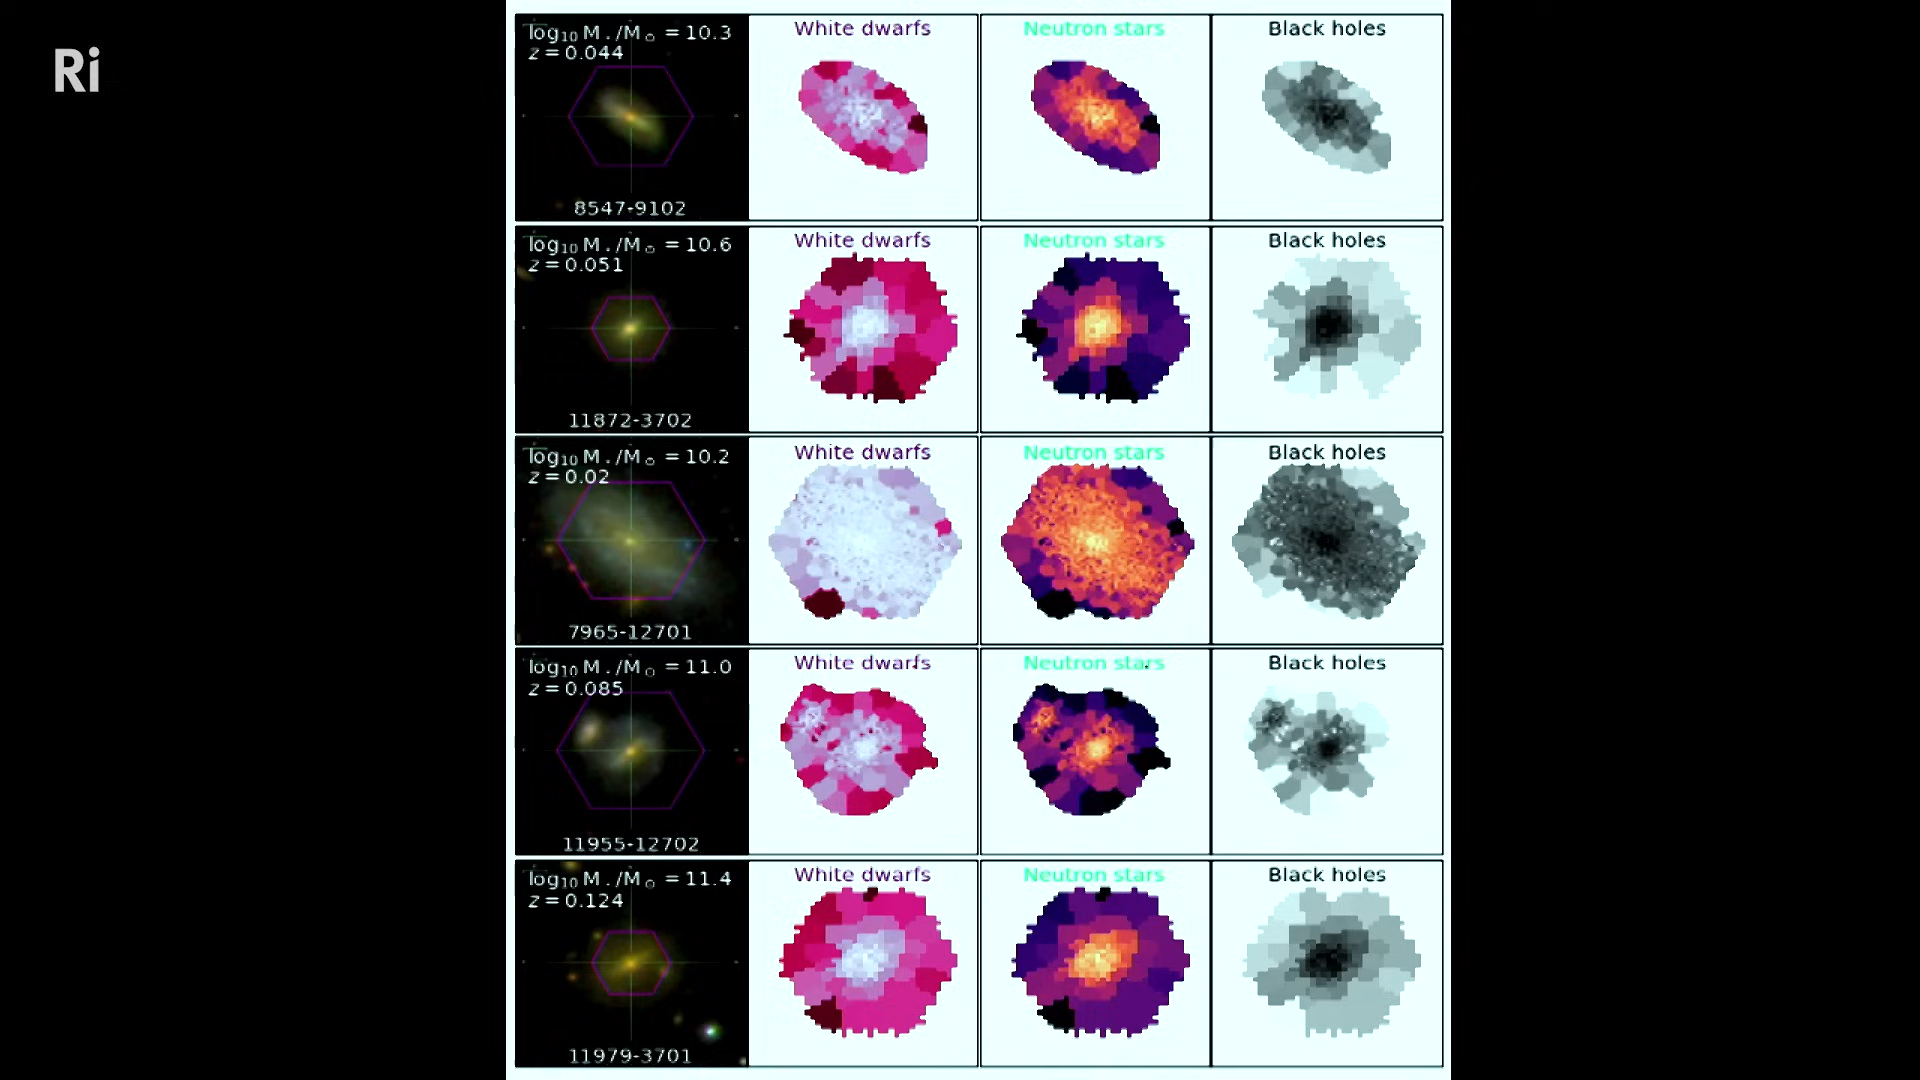 Ri
log₁₀ M⋆/M☉ = 10.3
z = 0.044
8547-9102
White dwarfs
Neutron stars
Black holes
log₁₀ M⋆/M☉ = 10.6
z = 0.051
11872-3702
White dwarfs
Neutron stars
Black holes
log₁₀ M⋆/M☉ = 10.2
z = 0.02
7965-12701
White dwarfs
Neutron stars
Black holes
log₁₀ M⋆/M☉ = 11.0
z = 0.085
11955-12702
White dwarfs
Neutron stars
Black holes
log₁₀ M⋆/M☉ = 11.4
z = 0.124
11979-3701
White dwarfs
Neutron stars
Black holes